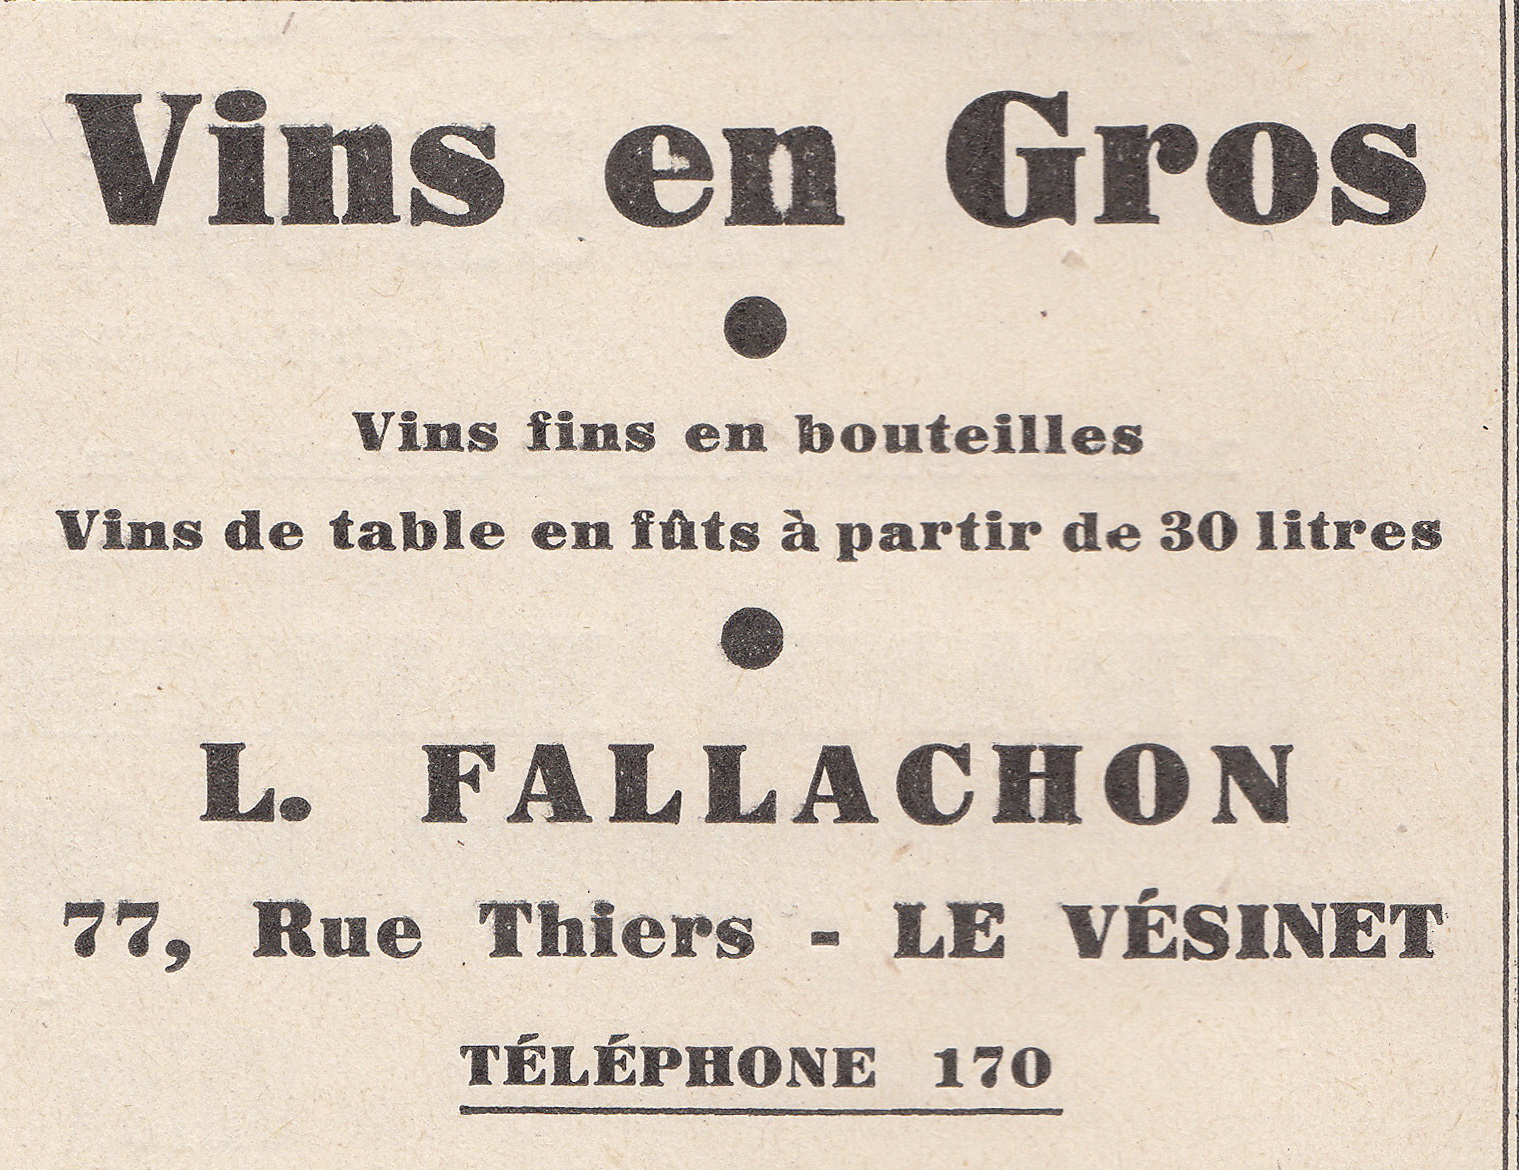 Vins en Gros
Vins fins en bouteilles
Vins de table en fûts à partir de 30 litres
L. FALLACHON
77, Rue Thiers - LE VÉSINET
TÉLÉPHONE 170